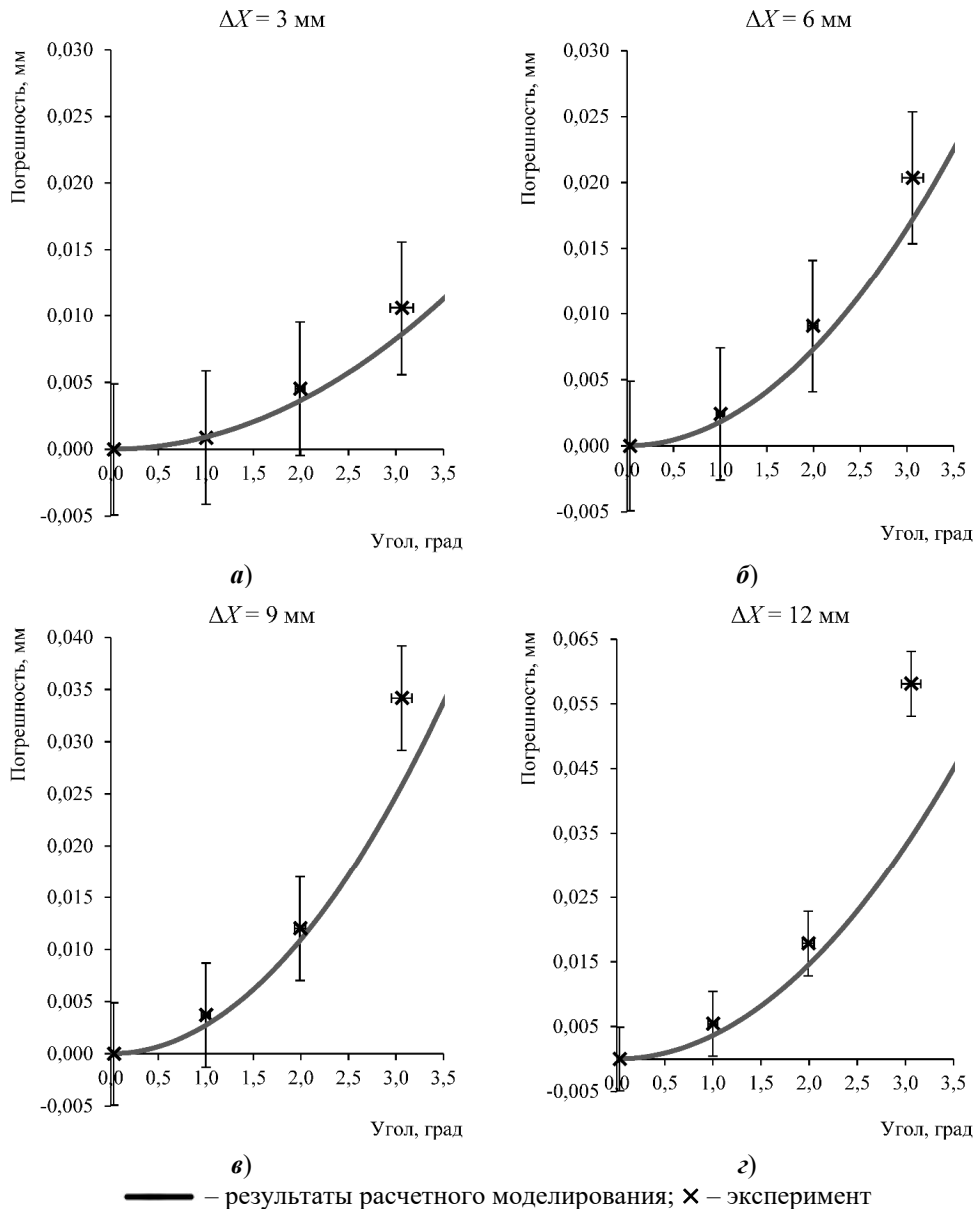 ΔX = 3 мм
Погрешность, мм
0,030
0,025
0,020
0,015
0,010
0,005
0,000
-0,005
0,0 0,5 1,0 1,5 2,0 2,5 3,0 3,5
Угол, град
а)
ΔX = 6 мм
Погрешность, мм
0,030
0,025
0,020
0,015
0,010
0,005
0,000
-0,005
0,0 0,5 1,0 1,5 2,0 2,5 3,0 3,5
Угол, град
б)
ΔX = 9 мм
Погрешность, мм
0,040
0,035
0,030
0,025
0,020
0,015
0,010
0,005
0,000
-0,005
0,0 0,5 1,0 1,5 2,0 2,5 3,0 3,5
Угол, град
в)
ΔX = 12 мм
Погрешность, мм
0,065
0,055
0,045
0,035
0,025
0,015
0,005
-0,005
0,0 0,5 1,0 1,5 2,0 2,5 3,0 3,5
Угол, град
г)
– результаты расчетного моделирования; × – эксперимент